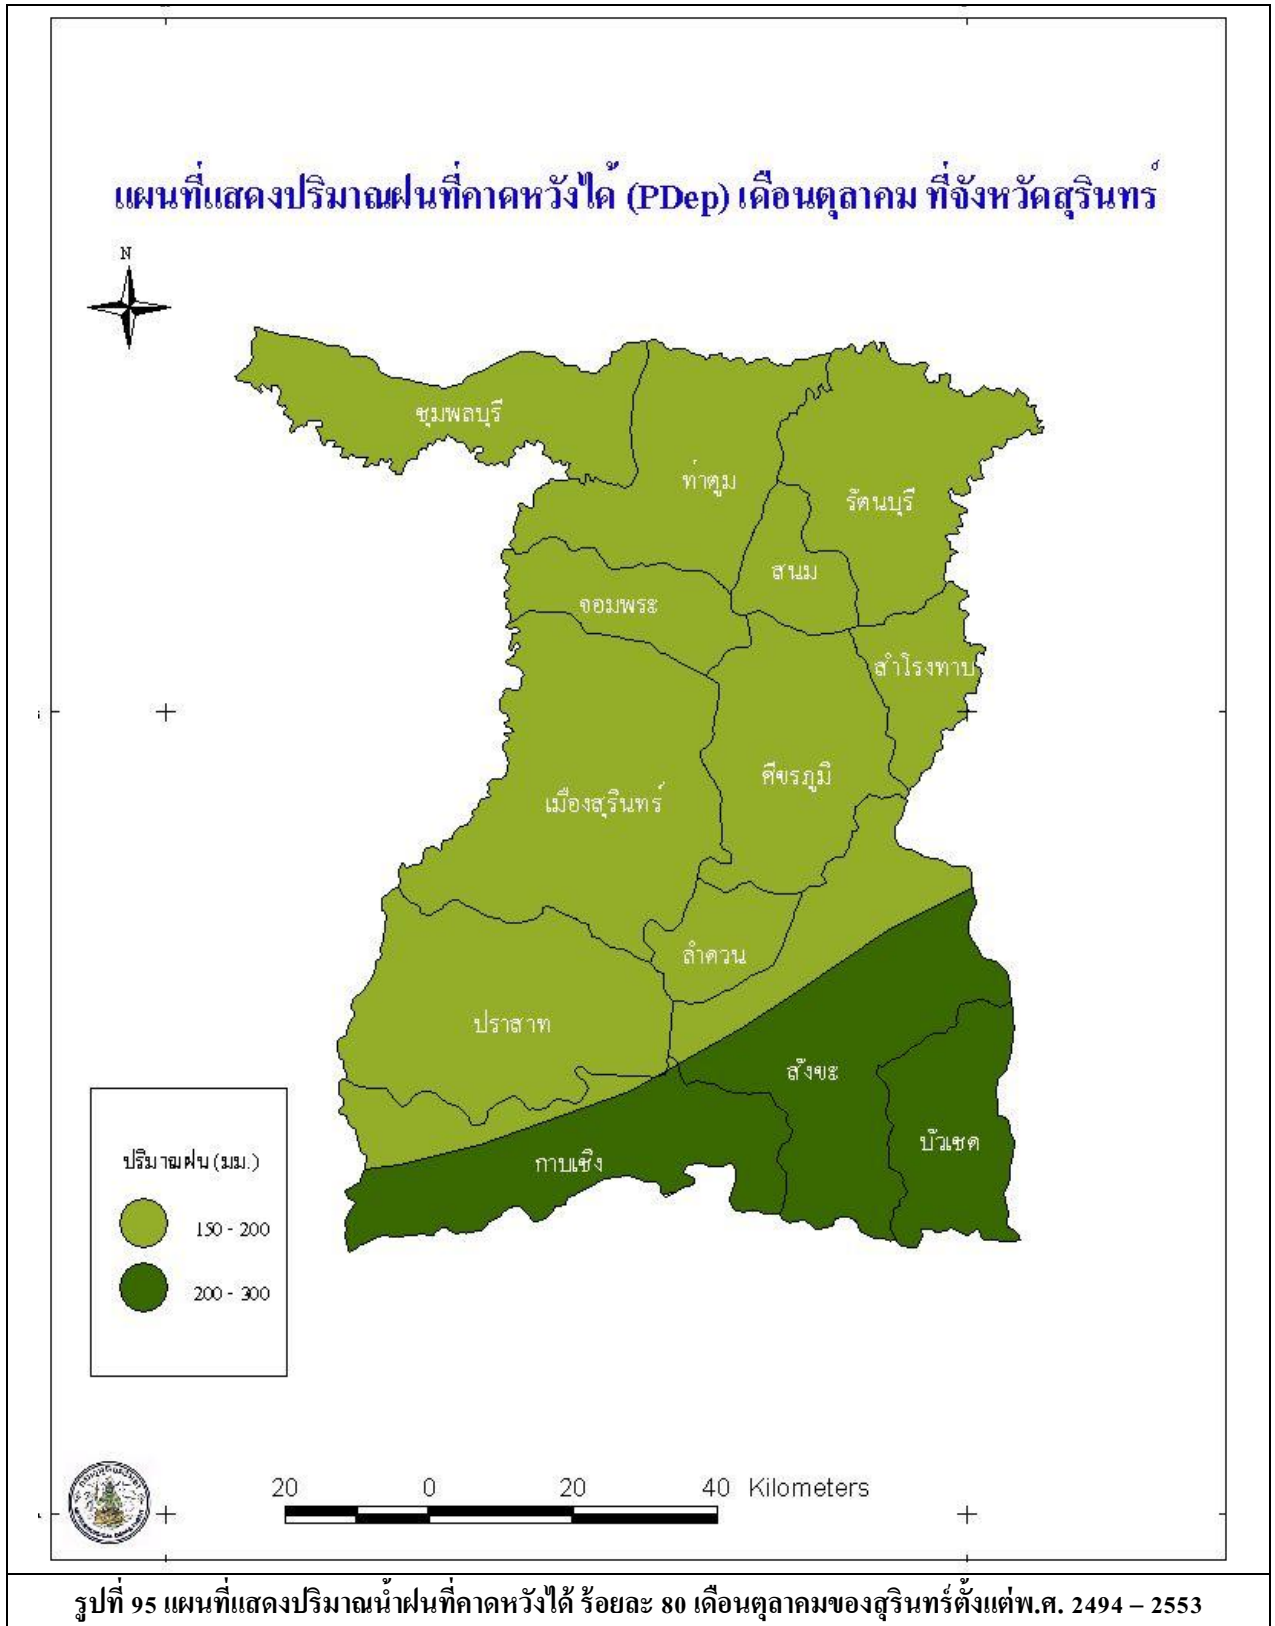 แผนที่แสดงปริมาณฝนที่คาดหวังได้ (PDep) เดือนตุลาคม ที่จังหวัดสุรินทร์
N
ชุมพลบุรี
ท่าตูม
รัตนบุรี
สนม
จอมพระ
สำโรงทาบ
ศีขรภูมิ
เมืองสุรินทร์
ลำดวน
ปราสาท
สังขะ
บัวเชด
กาบเชิง
ปริมาณฝน (มม.)
150 - 200
200 - 300
20 0 20 40 Kilometers
รูปที่ 95 แผนที่แสดงปริมาณน้ำฝนที่คาดหวังได้ ร้อยละ 80 เดือนตุลาคมของสุรินทร์ตั้งแต่พ.ศ. 2494 – 2553